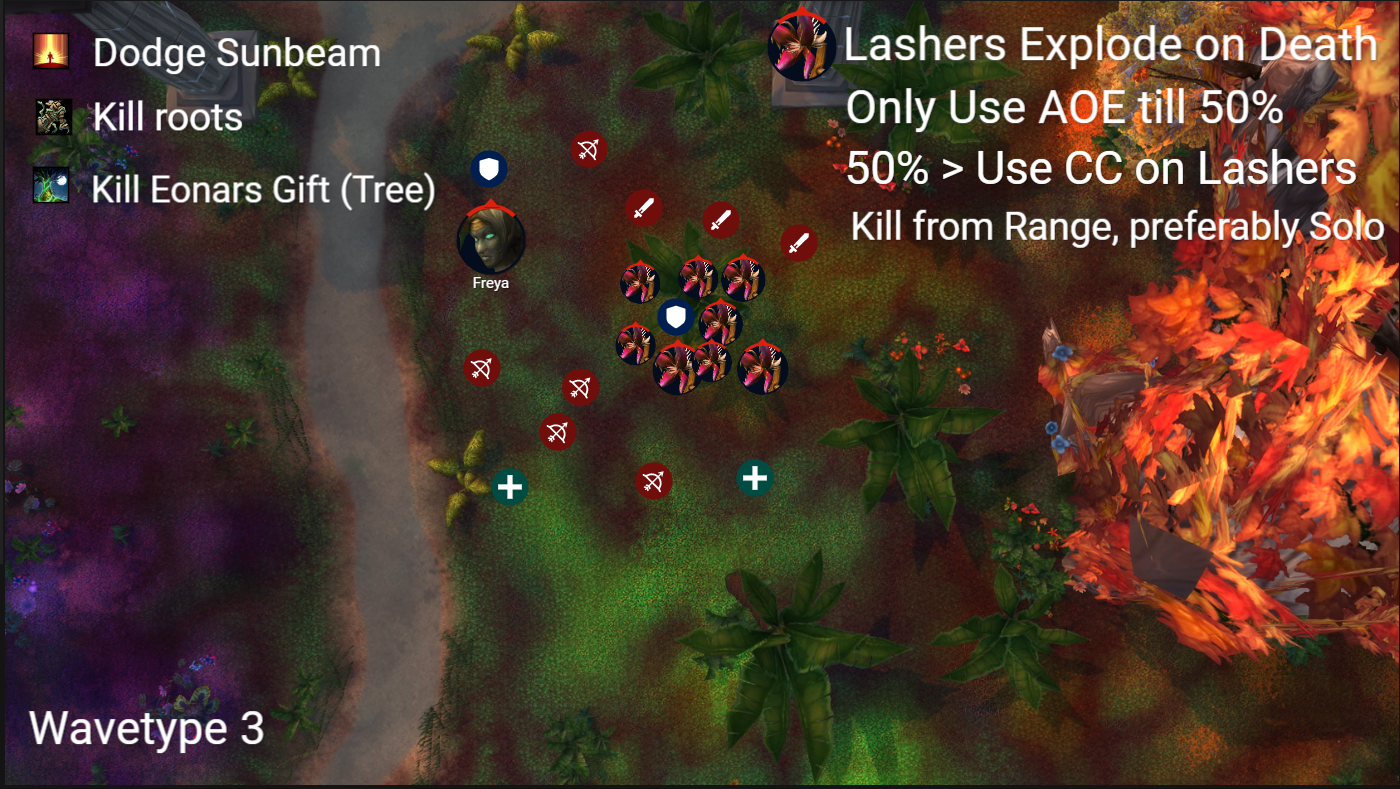 Dodge Sunbeam
Kill roots
Kill Eonars Gift (Tree)
Lashers Explode on Death
Only Use AOE till 50%
50% > Use CC on Lashers
Kill from Range, preferably Solo
Freya
Wavetype 3